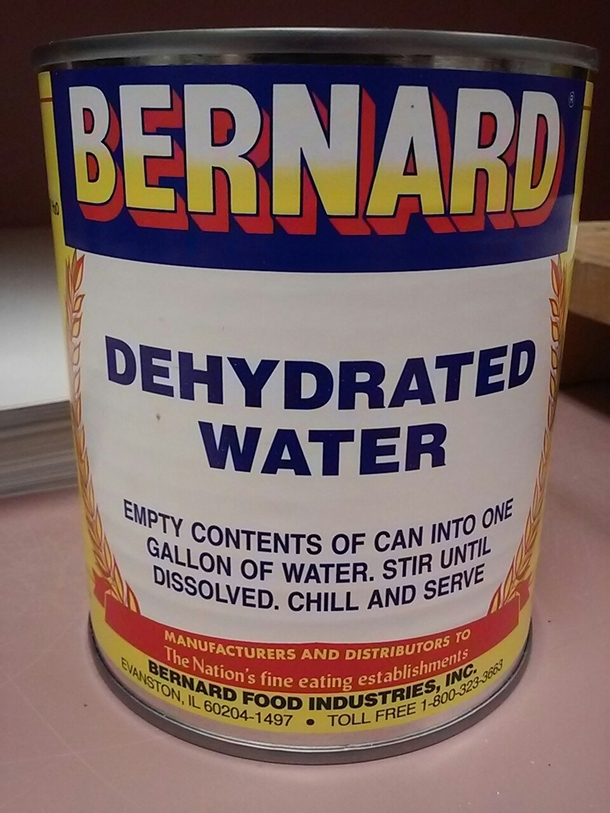 BERNARD®
DEHYDRATED
WATER
EMPTY CONTENTS OF CAN INTO ONE
GALLON OF WATER. STIR UNTIL
DISSOLVED. CHILL AND SERVE
MANUFACTURERS AND DISTRIBUTORS TO
The Nation's fine eating establishments
BERNARD FOOD INDUSTRIES, INC.
EVANSTON, IL 60204-1497 • TOLL FREE 1-800-323-3663